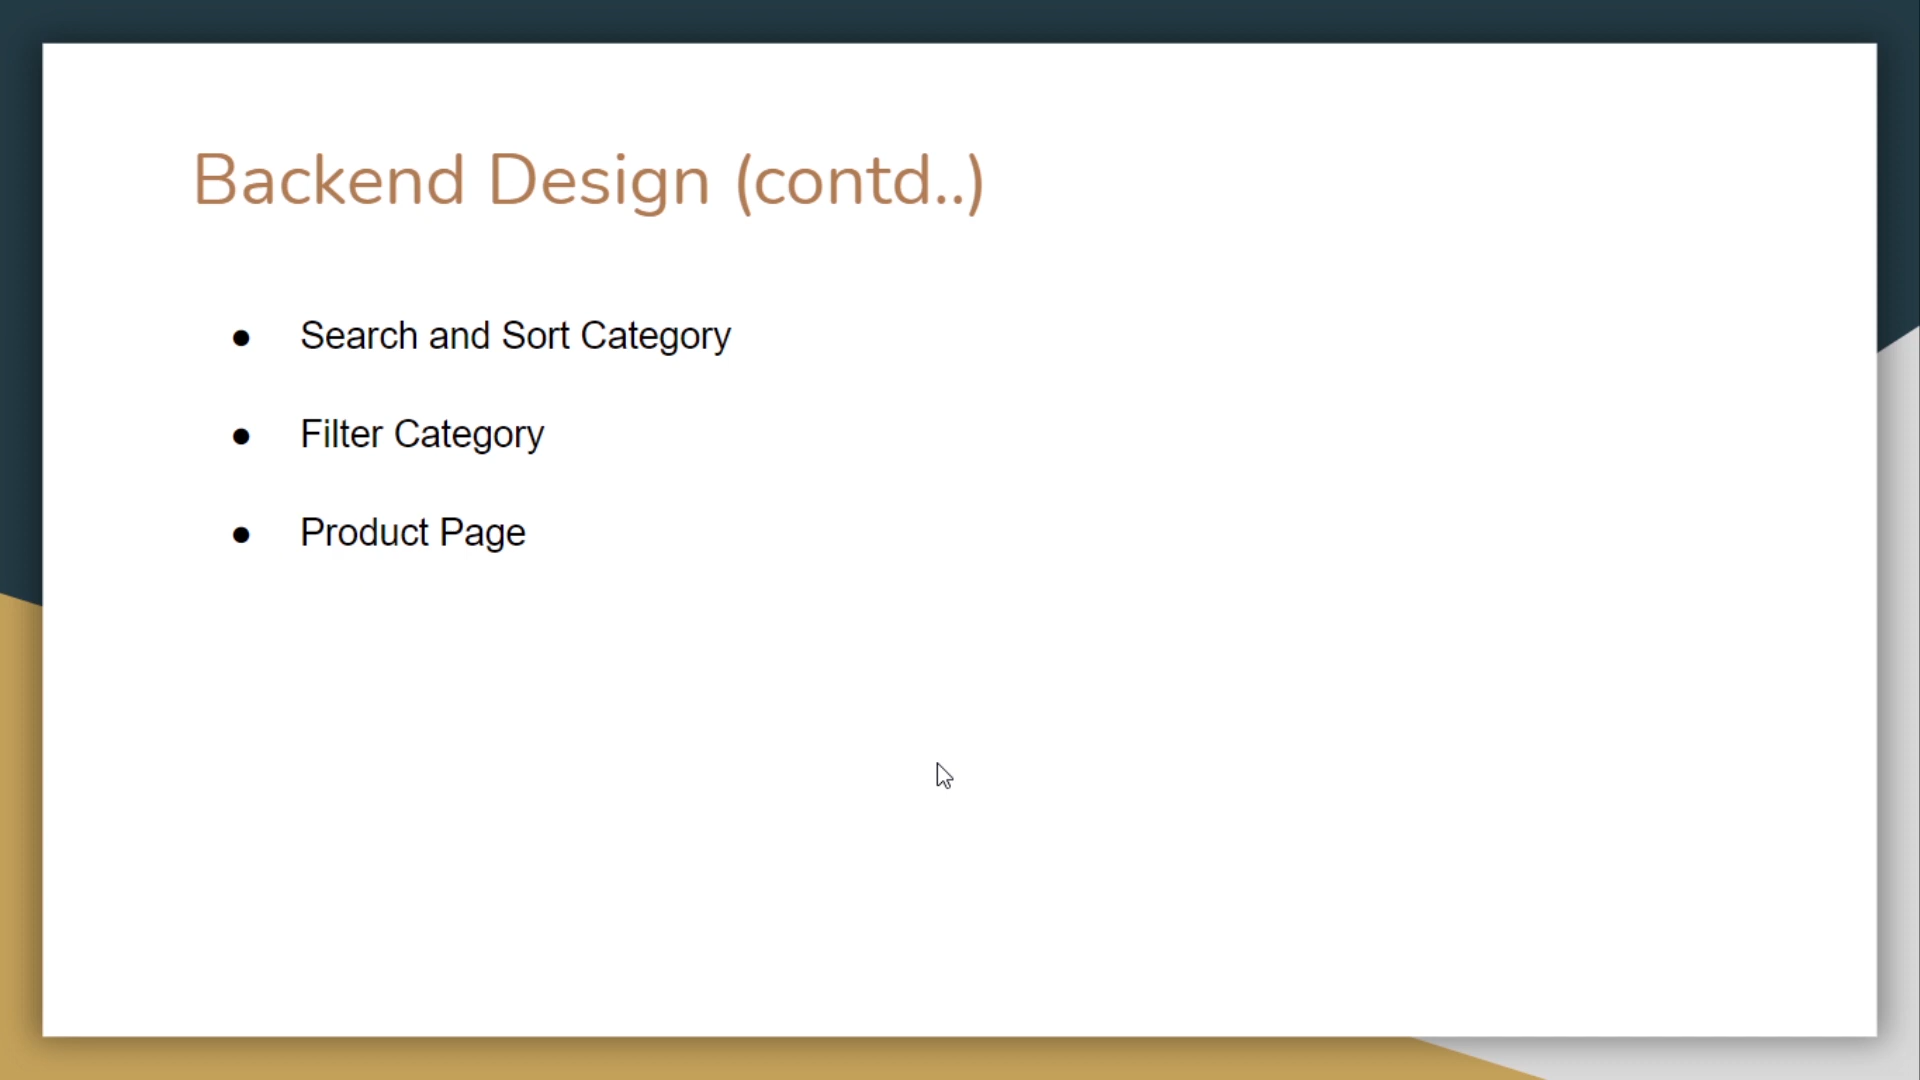 Backend Design (contd..)
● Search and Sort Category
● Filter Category
● Product Page